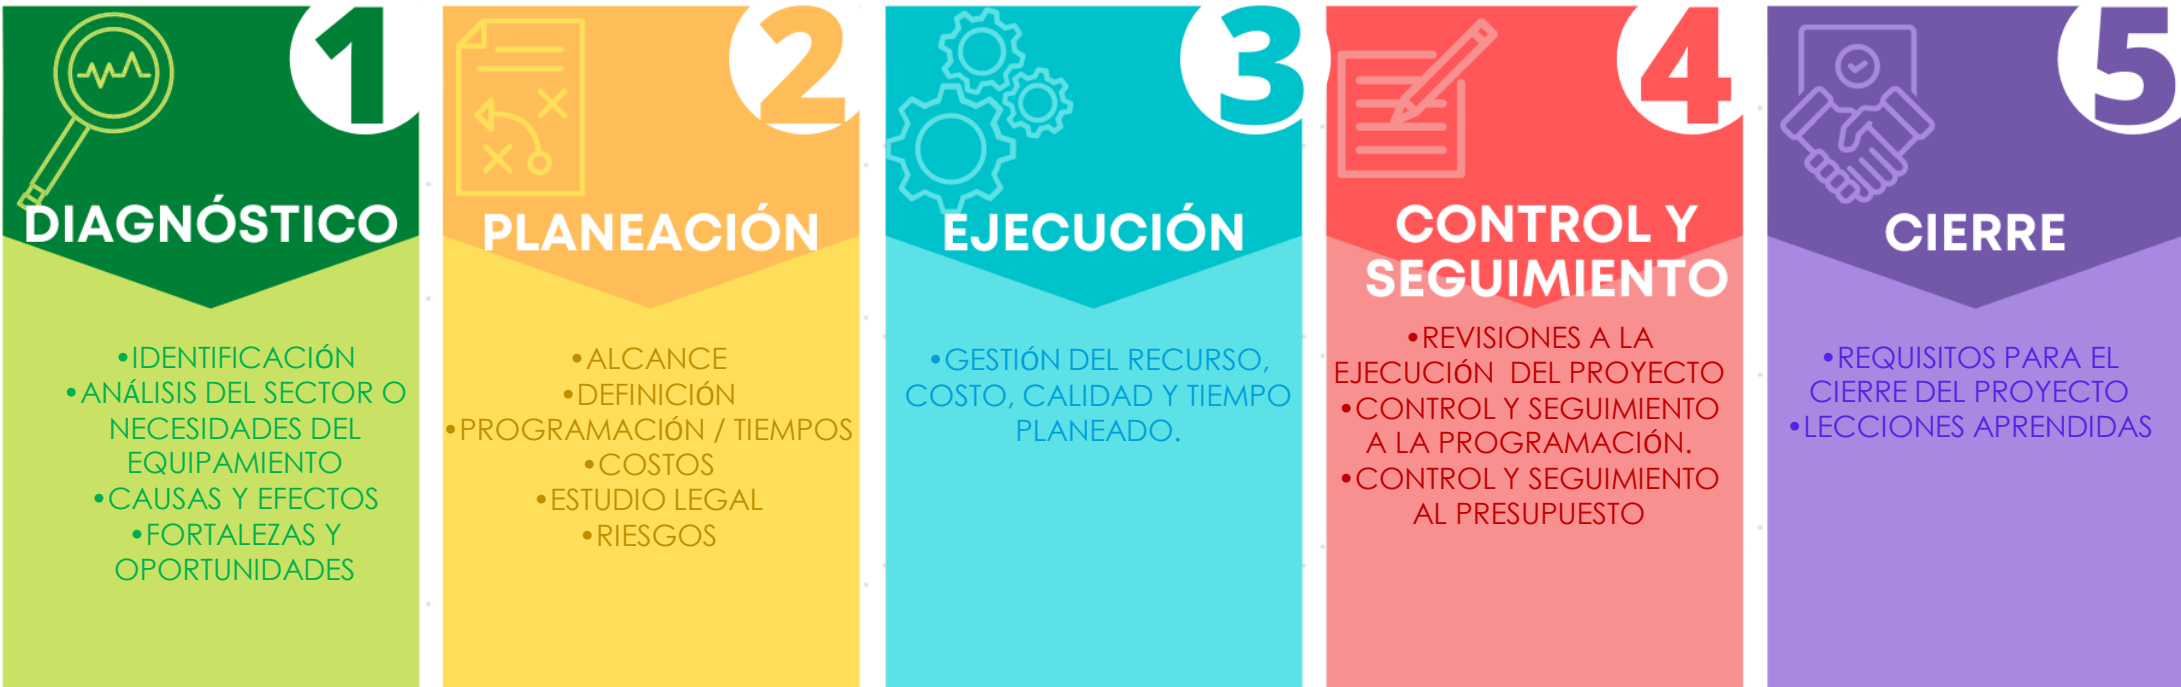 1
DIAGNÓSTICO
•IDENTIFICACIÓN
•ANÁLISIS DEL SECTOR O
NECESIDADES DEL
EQUIPAMIENTO
•CAUSAS Y EFECTOS
•FORTALEZAS Y
OPORTUNIDADES
2
PLANEACIÓN
•ALCANCE
•DEFINICIÓN
•PROGRAMACIÓN / TIEMPOS
•COSTOS
•ESTUDIO LEGAL
•RIESGOS
3
EJECUCIÓN
•GESTIÓN DEL RECURSO,
COSTO, CALIDAD Y TIEMPO
PLANEADO.
4
CONTROL Y
SEGUIMIENTO
•REVISIONES A LA
EJECUCIÓN DEL PROYECTO
•CONTROL Y SEGUIMIENTO
A LA PROGRAMACIÓN.
•CONTROL Y SEGUIMIENTO
AL PRESUPUESTO
5
CIERRE
•REQUISITOS PARA EL
CIERRE DEL PROYECTO
•LECCIONES APRENDIDAS